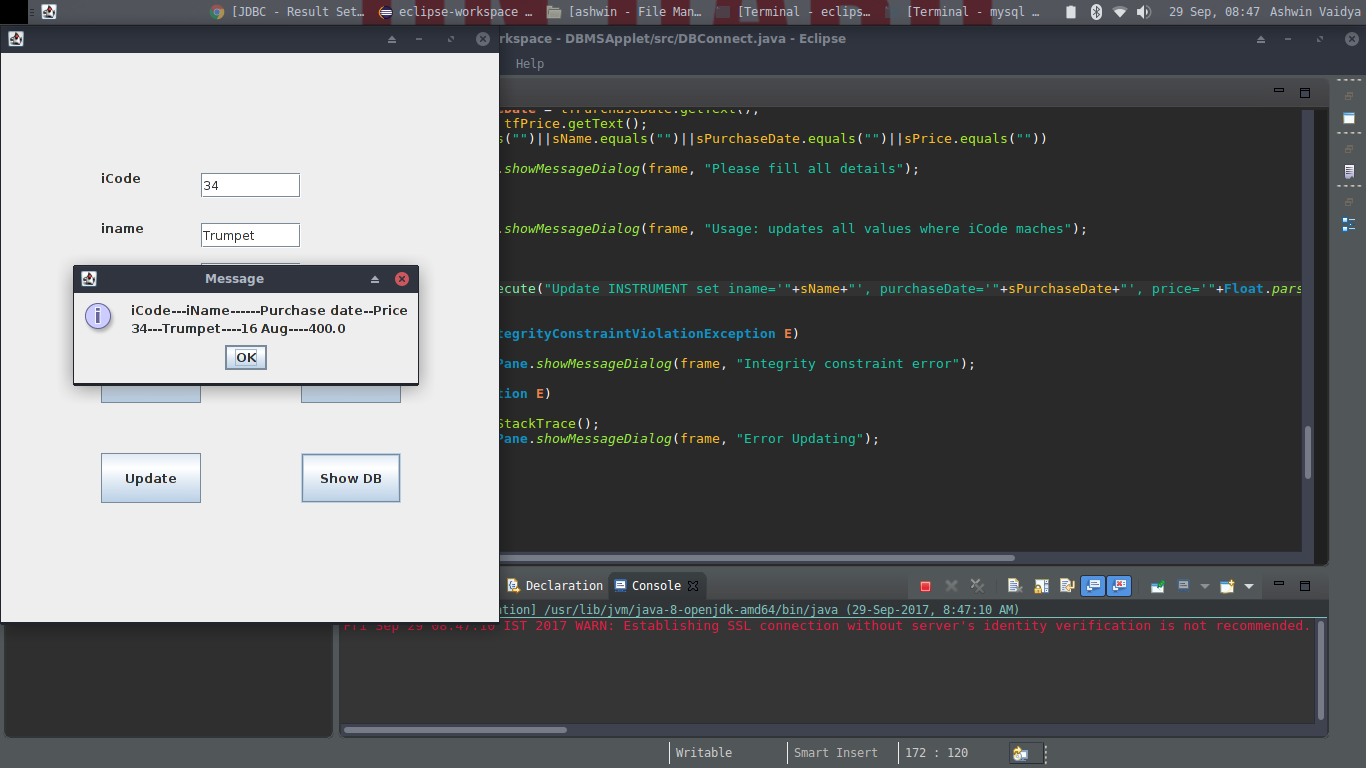 [JDBC - Result Set... eclipse-workspace ... [ashwin - File Man... [Terminal - eclips... [Terminal - mysql ... 29 Sep, 08:47 Ashwin Vaidya
rkspace - DBMSApplet/src/DBConnect.java - Eclipse
Help
tfPrice.getText();
("")||sName.equals("")||sPurchaseDate.equals("")||sPrice.equals(""))
.showMessageDialog(frame, "Please fill all details");
.showMessageDialog(frame, "Usage: updates all values where iCode maches");
ecute("Update INSTRUMENT set iname='"+sName+"', purchaseDate='"+sPurchaseDate+"', price='"+Float.pars
tegrityConstraintViolationException E)
Pane.showMessageDialog(frame, "Integrity constraint error");
tion E)
StackTrace();
Pane.showMessageDialog(frame, "Error Updating");
iCode 34
iname Trumpet
Message
iCode---iName------Purchase date--Price
34---Trumpet----16 Aug----400.0
OK
Update Show DB
Declaration Console
ation] /usr/lib/jvm/java-8-openjdk-amd64/bin/java (29-Sep-2017, 8:47:10 AM)
Fri Sep 29 08:47:10 IST 2017 WARN: Establishing SSL connection without server's identity verification is not recommended.
Writable Smart Insert 172 : 120